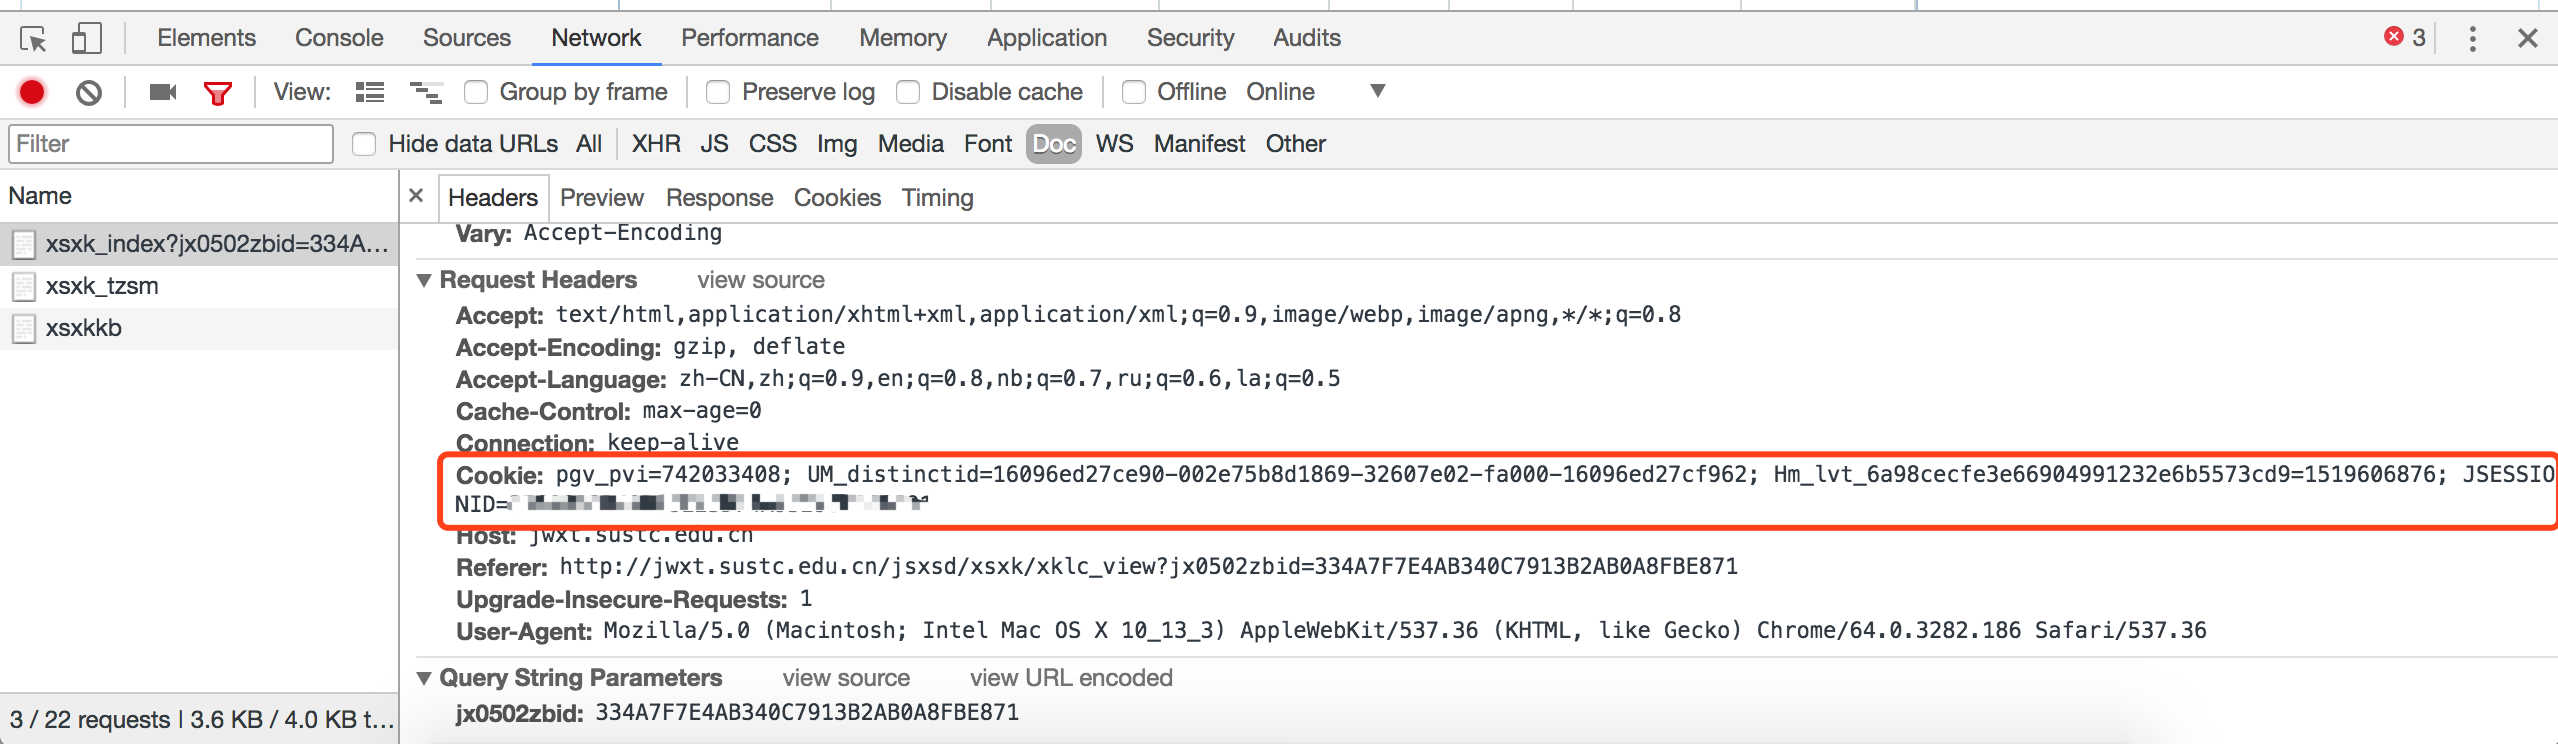 Elements Console Sources Network Performance Memory Application Security Audits 3
View: Group by frame Preserve log Disable cache Offline Online
Filter Hide data URLs All XHR JS CSS Img Media Font Doc WS Manifest Other
Name
xsxk_index?jx0502zbid=334A…
xsxk_tzsm
xsxkkb
3 / 22 requests | 3.6 KB / 4.0 KB t…
Headers Preview Response Cookies Timing
Vary: Accept-Encoding
Request Headers view source
Accept: text/html,application/xhtml+xml,application/xml;q=0.9,image/webp,image/apng,*/*;q=0.8
Accept-Encoding: gzip, deflate
Accept-Language: zh-CN,zh;q=0.9,en;q=0.8,nb;q=0.7,ru;q=0.6,la;q=0.5
Cache-Control: max-age=0
Connection: keep-alive
Cookie: pgv_pvi=742033408; UM_distinctid=16096ed27ce90-002e75b8d1869-32607e02-fa000-16096ed27cf962; Hm_lvt_6a98cecfe3e66904991232e6b5573cd9=1519606876; JSESSIO
NID=
Host: jwxt.sustc.edu.cn
Referer: http://jwxt.sustc.edu.cn/jsxsd/xsxk/xklc_view?jx0502zbid=334A7F7E4AB340C7913B2AB0A8FBE871
Upgrade-Insecure-Requests: 1
User-Agent: Mozilla/5.0 (Macintosh; Intel Mac OS X 10_13_3) AppleWebKit/537.36 (KHTML, like Gecko) Chrome/64.0.3282.186 Safari/537.36
Query String Parameters view source view URL encoded
jx0502zbid: 334A7F7E4AB340C7913B2AB0A8FBE871